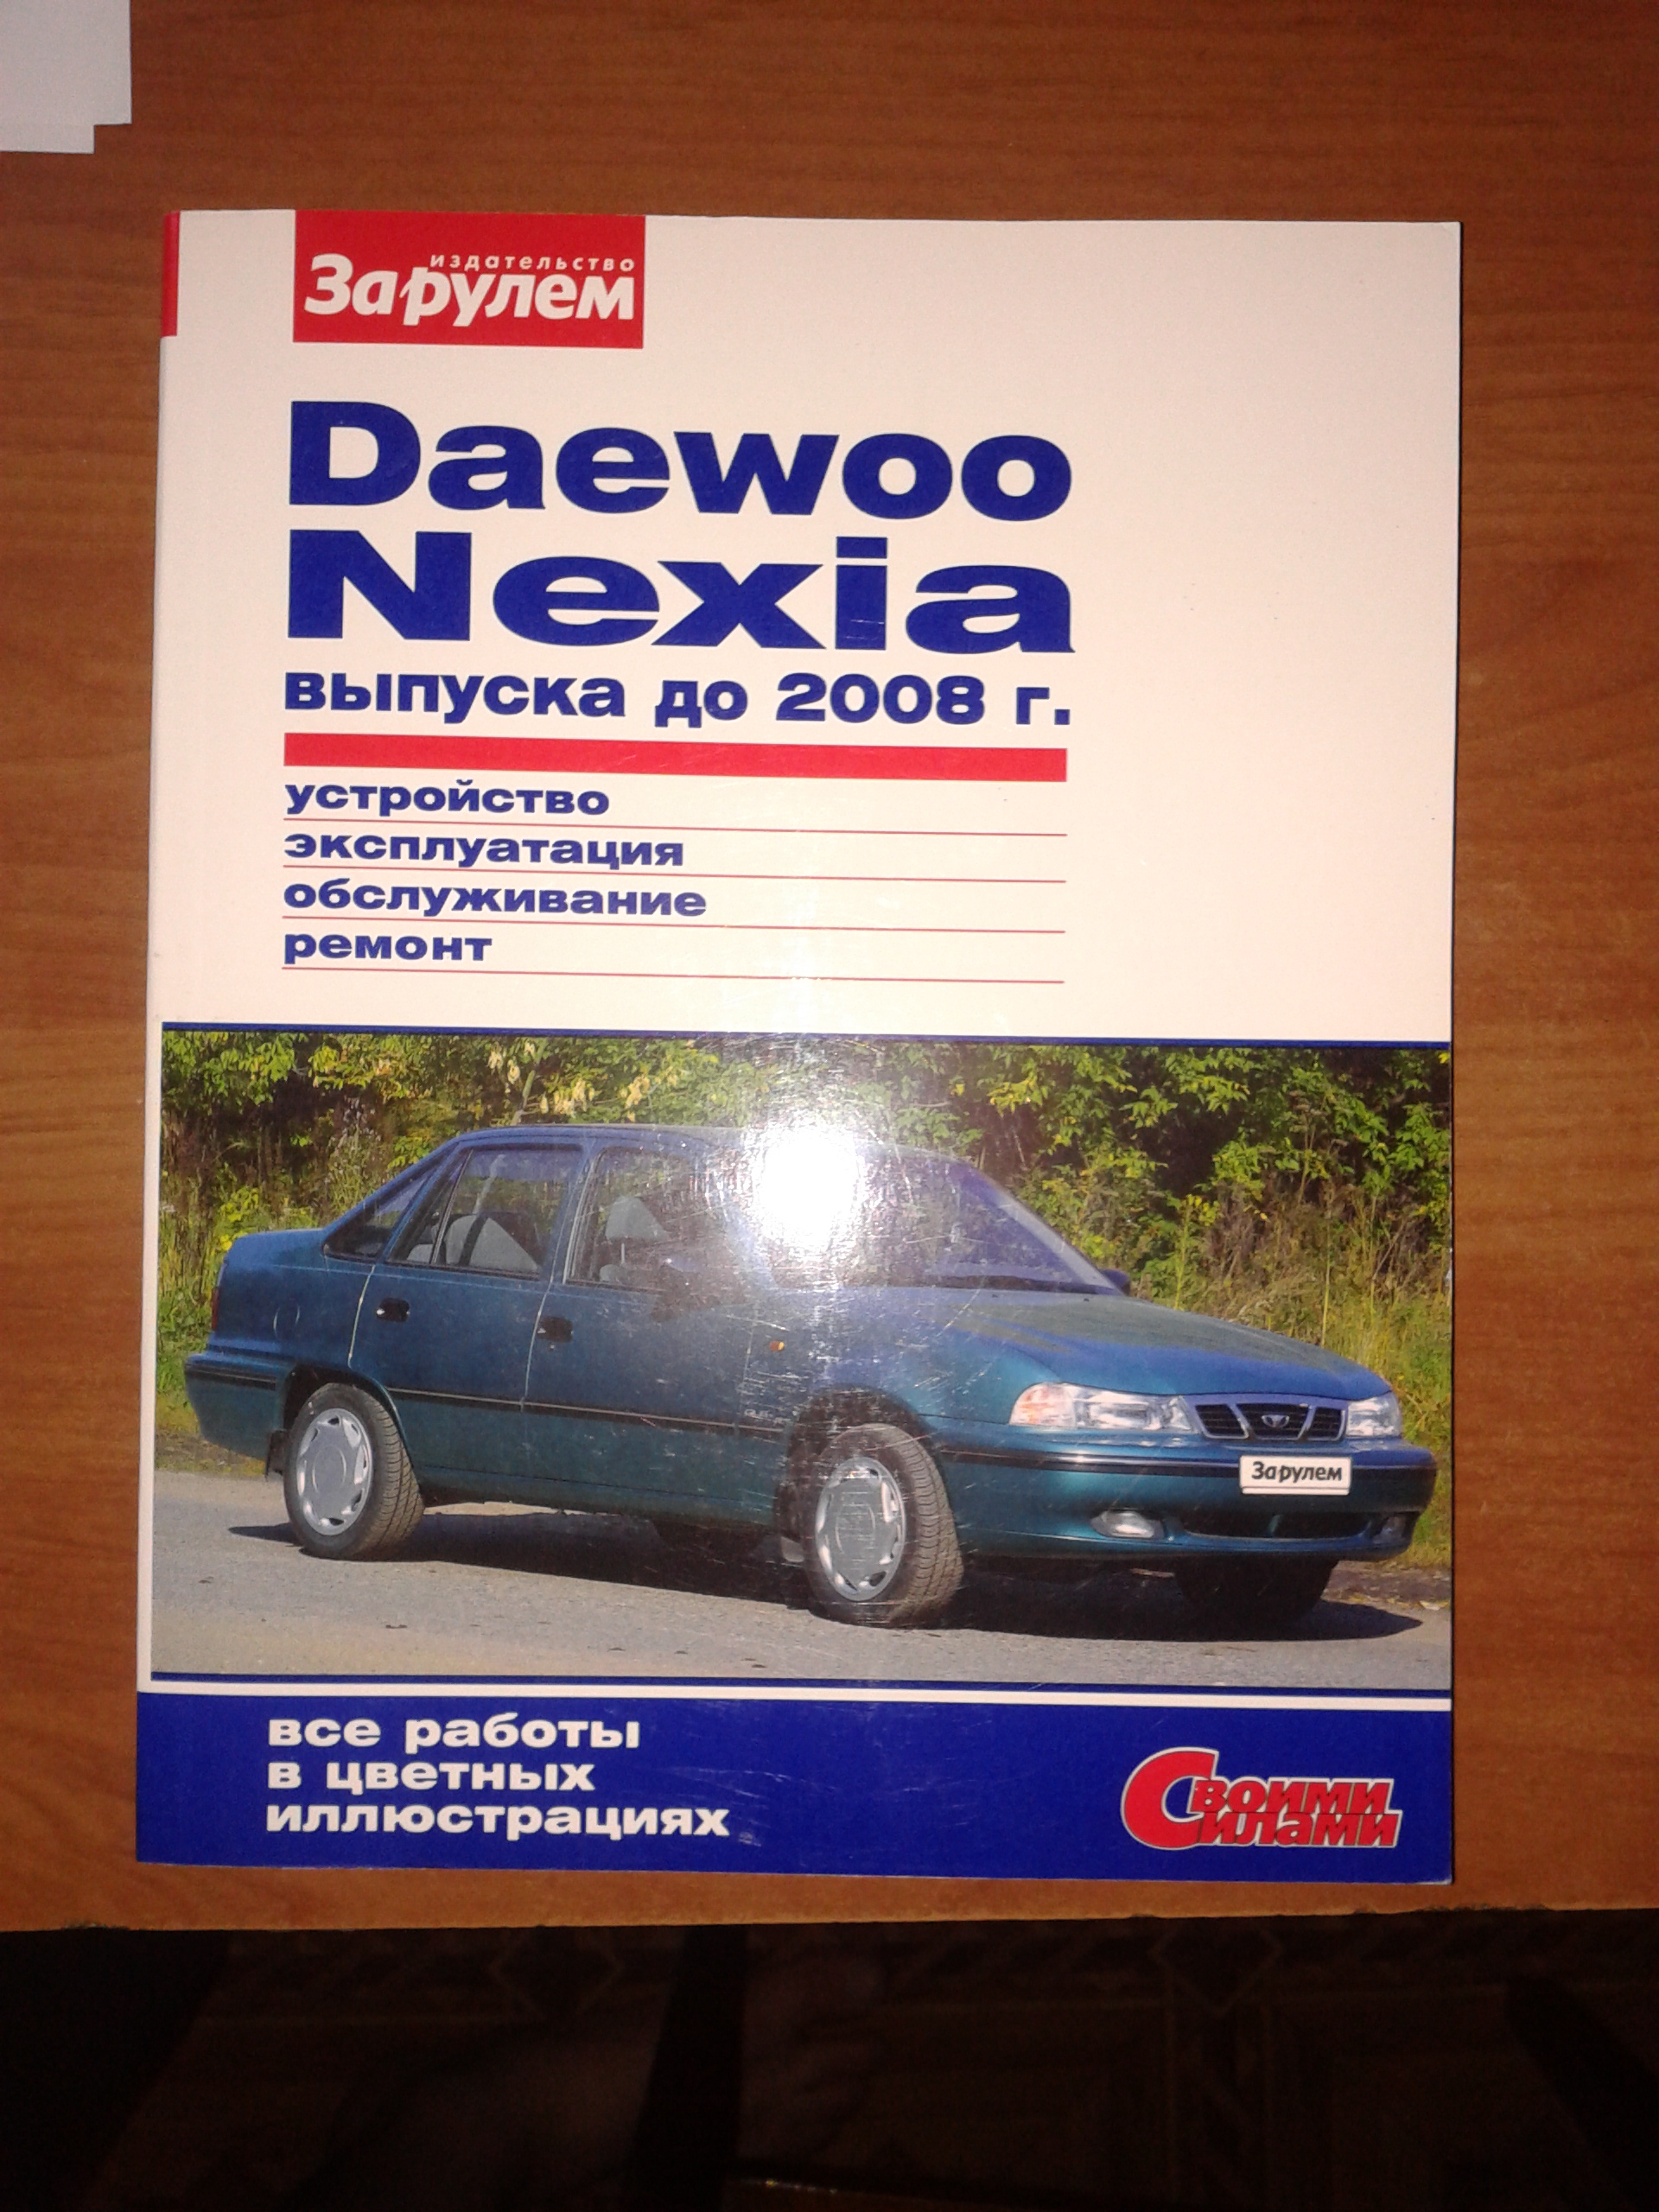 издательство
За рулем
Daewoo
Nexia
выпуска до 2008 г.
устройство
эксплуатация
обслуживание
ремонт
За рулем
все работы
в цветных
иллюстрациях
Своими
Силами